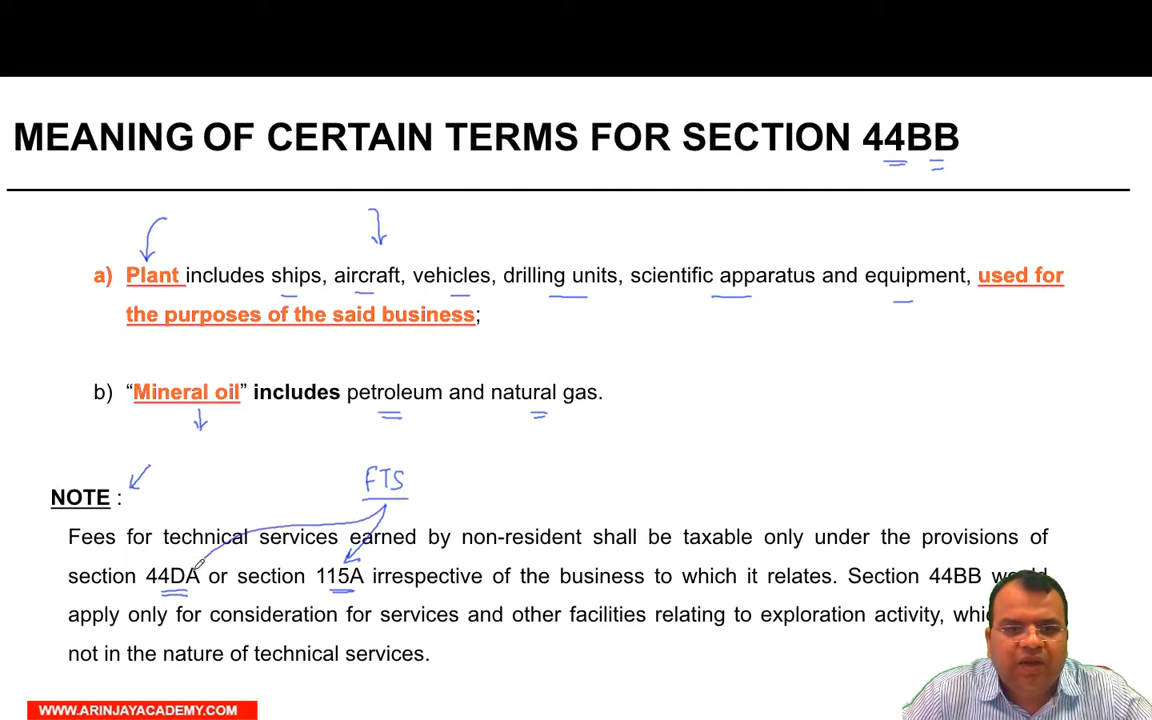 MEANING OF CERTAIN TERMS FOR SECTION 44BB
a) Plant includes ships, aircraft, vehicles, drilling units, scientific apparatus and equipment, used for
the purposes of the said business;
b) “Mineral oil” includes petroleum and natural gas.
FTS
NOTE :
Fees for technical services earned by non-resident shall be taxable only under the provisions of
section 44DA or section 115A irrespective of the business to which it relates. Section 44BB
apply only for consideration for services and other facilities relating to exploration activity,
not in the nature of technical services.
WWW.ARINJAYACADEMY.COM